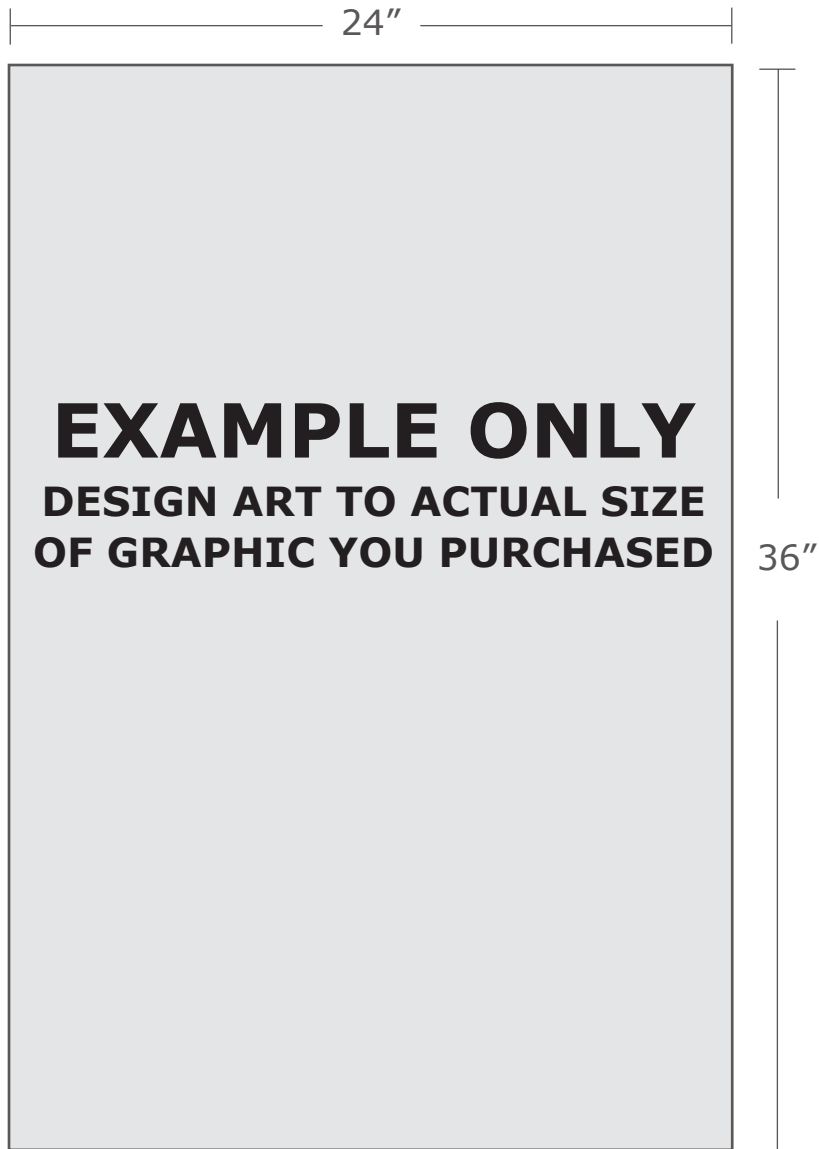 24”
EXAMPLE ONLY
DESIGN ART TO ACTUAL SIZE
OF GRAPHIC YOU PURCHASED
36”